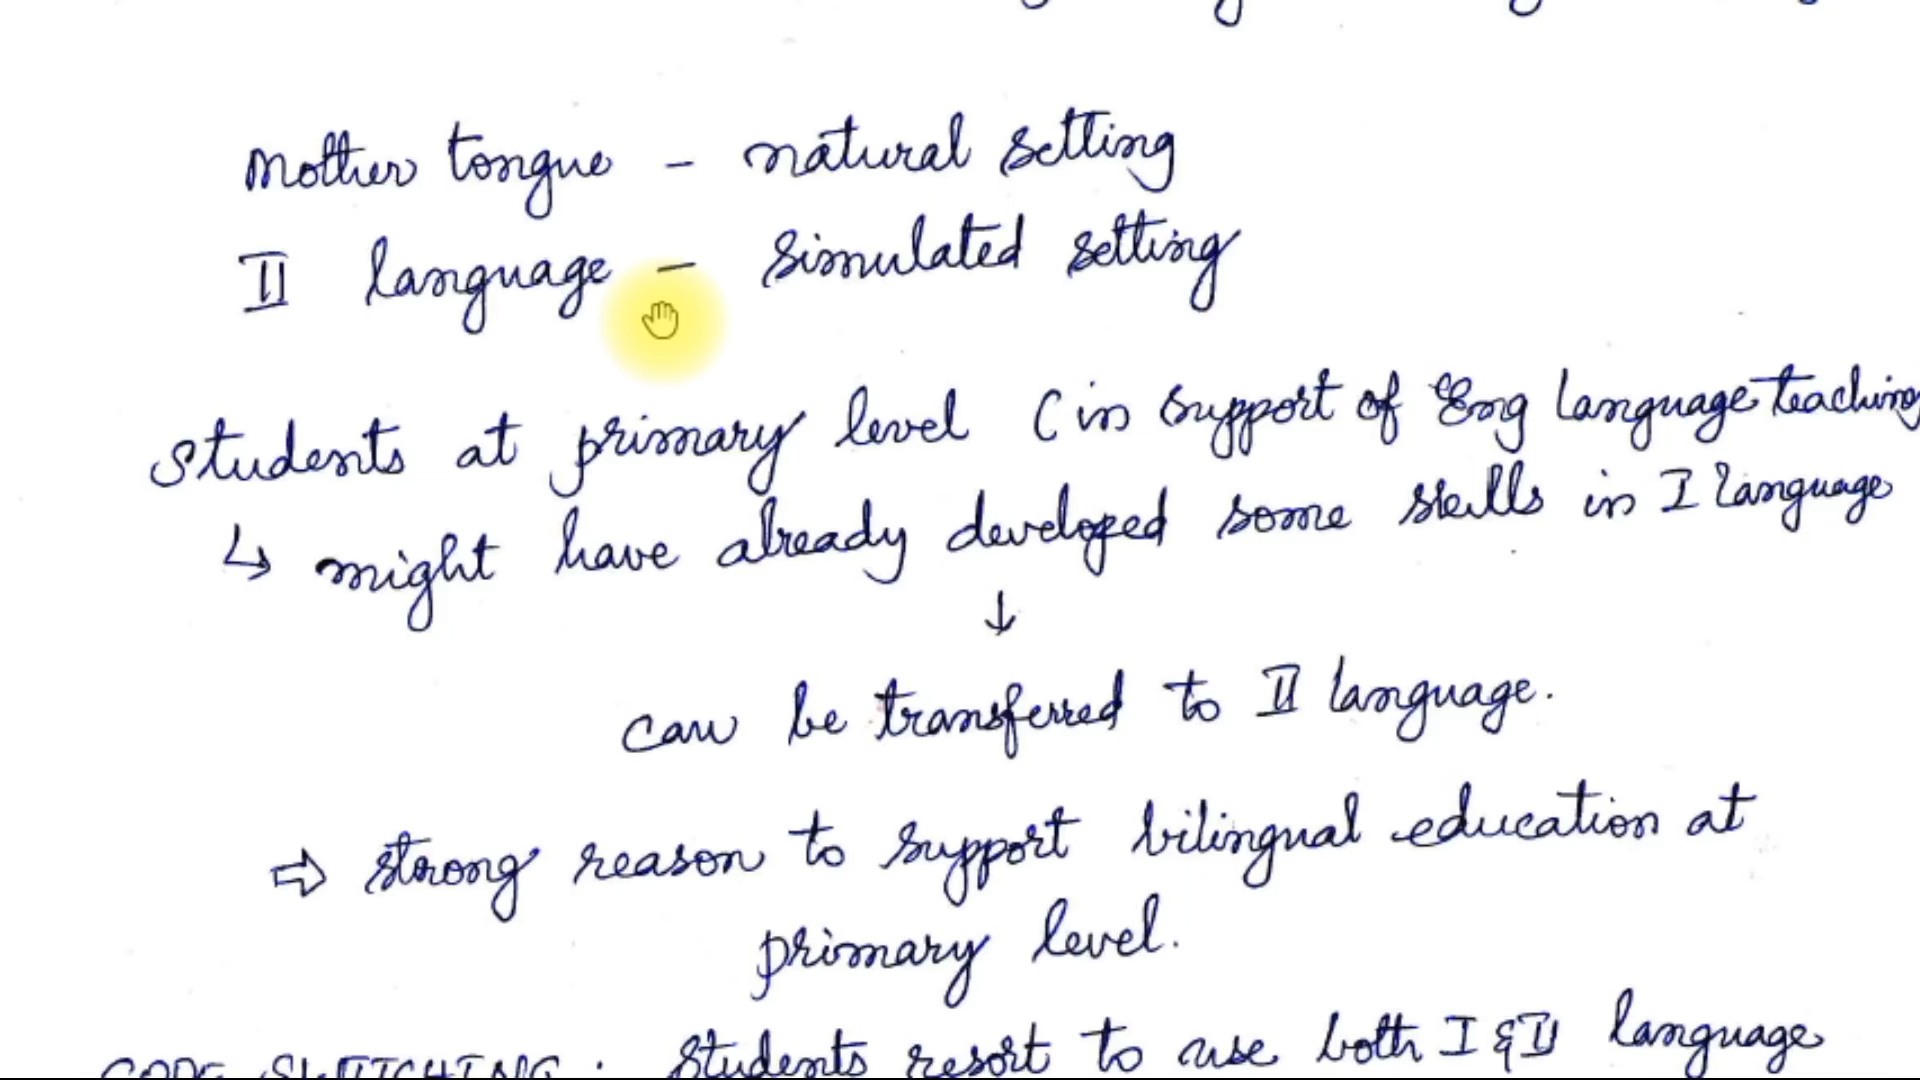 Mother tongue - natural setting
II language - simulated setting
students at primary level (in support of Eng language teaching
↳ might have already developed some skills in I language
↓
can be transferred to II language.
⇨ strong reason to support bilingual education at
primary level.
CODE SWITCHING : Students resort to use both I & II language